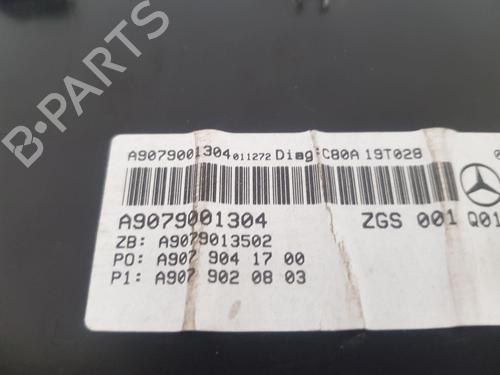 A9079001304 011272 Diag:C80A 19T028
A9079001304 ZGS 001 Q01
ZB: A9079013502
P0: A907 904 17 00
P1: A907 902 08 03
B-PARTS